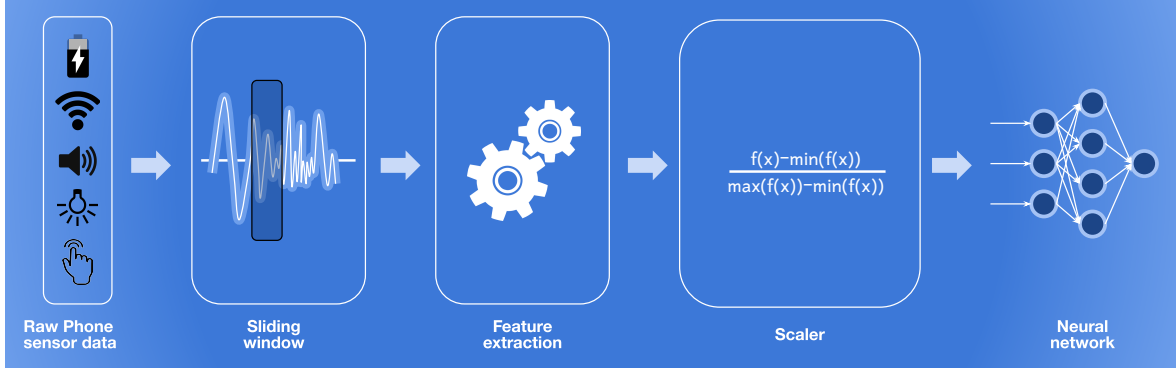 f(x)–min(f(x))
max(f(x))–min(f(x))
Raw Phone
sensor data
Sliding
window
Feature
extraction
Scaler
Neural
network